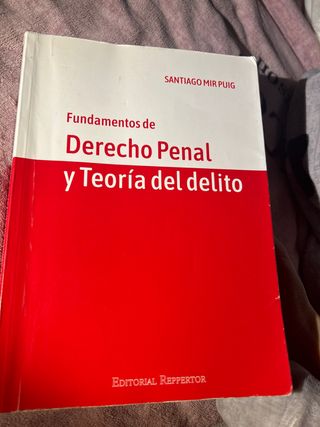 SANTIAGO MIR PUIG
Fundamentos de
Derecho Penal
y Teoría del delito
EDITORIAL REPPERTOR